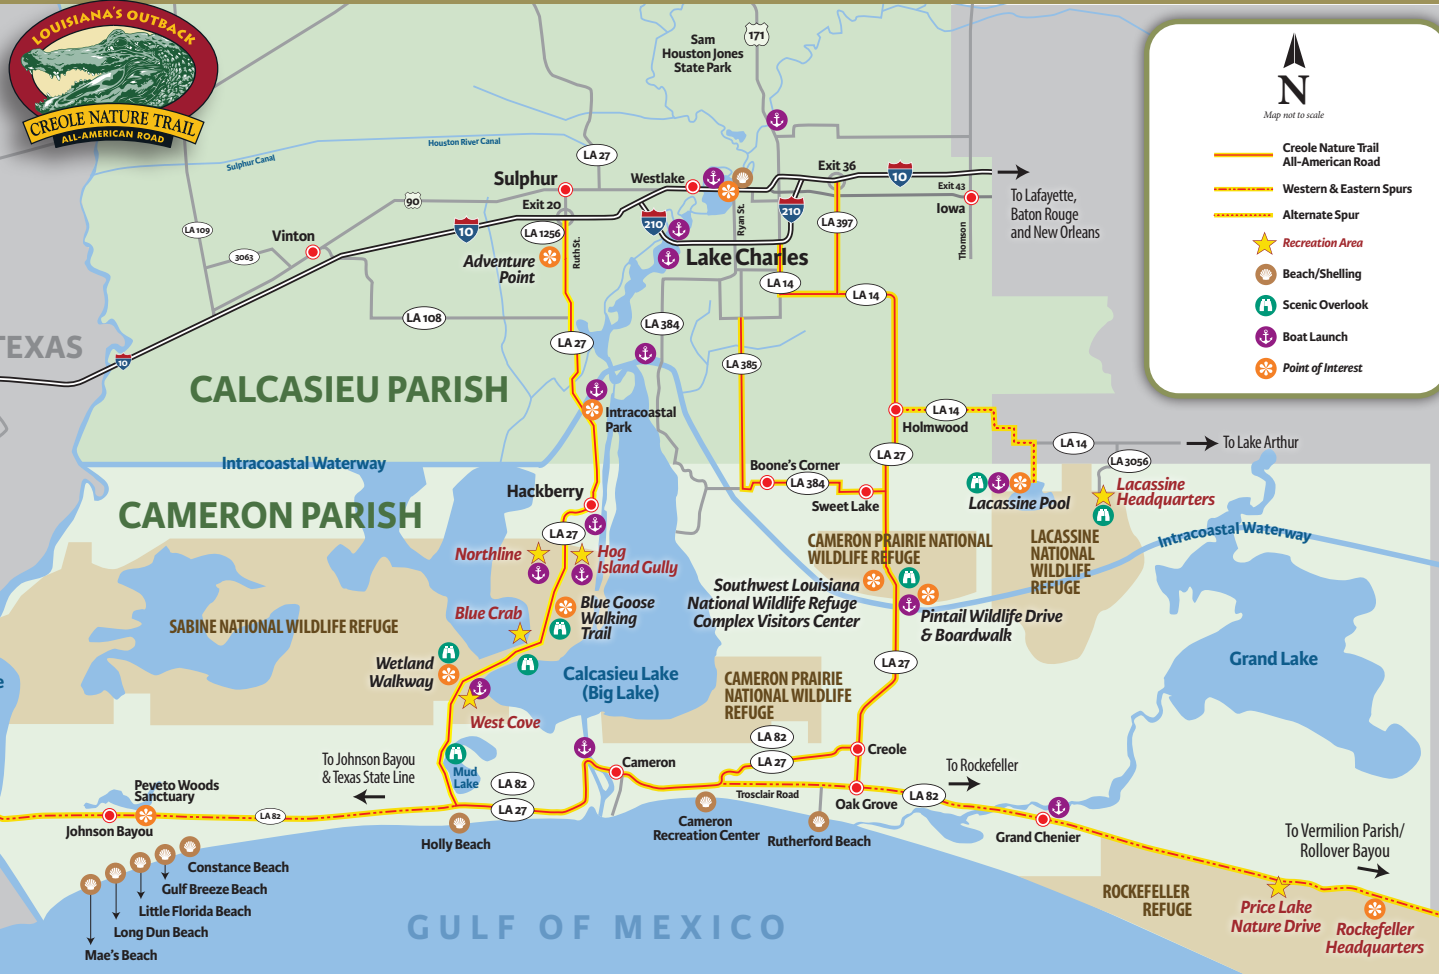 LOUISIANA'S OUTBACK
CREOLE NATURE TRAIL
ALL-AMERICAN ROAD
Sam
Houston Jones
State Park
171
N
Map not to scale
Creole Nature Trail
All-American Road
Western & Eastern Spurs
Alternate Spur
Recreation Area
Beach/Shelling
Scenic Overlook
Boat Launch
Point of Interest
Sulphur Canal
Houston River Canal
LA 27
Sulphur
Exit 20
Westlake
Exit 36
10
Exit 43
Iowa
Thomson
To Lafayette,
Baton Rouge
and New Orleans
90
LA 109
3063
Vinton
10
LA 1256
Ruth St.
Adventure
Point
210
Ryan St.
210
LA 397
Lake Charles
LA 14
LA 14
LA 108
LA 27
LA 384
LA 385
TEXAS
10
CALCASIEU PARISH
Intracoastal
Park
Holmwood
LA 14
LA 14
To Lake Arthur
LA 3056
Lacassine
Headquarters
Lacassine Pool
Intracoastal Waterway
Intracoastal Waterway
CAMERON PARISH
Hackberry
LA 27
Boone's Corner
LA 384
Sweet Lake
LA 27
CAMERON PRAIRIE NATIONAL
WILDLIFE REFUGE
LACASSINE
NATIONAL
WILDLIFE
REFUGE
Northline
Hog
Island Gully
Blue Crab
Blue Goose
Walking
Trail
SABINE NATIONAL WILDLIFE REFUGE
Wetland
Walkway
West Cove
Calcasieu Lake
(Big Lake)
Southwest Louisiana
National Wildlife Refuge
Complex Visitors Center
Pintail Wildlife Drive
& Boardwalk
LA 27
Grand Lake
CAMERON PRAIRIE
NATIONAL WILDLIFE
REFUGE
LA 82
LA 27
Creole
To Johnson Bayou
& Texas State Line
Mud
Lake
LA 82
LA 27
Cameron
Trosclair Road
Oak Grove
To Rockefeller
LA 82
Peveto Woods
Sanctuary
Johnson Bayou
LA 82
Holly Beach
Cameron
Recreation Center
Rutherford Beach
Grand Chenier
To Vermilion Parish/
Rollover Bayou
Constance Beach
Gulf Breeze Beach
Little Florida Beach
Long Dun Beach
Mae's Beach
GULF OF MEXICO
ROCKEFELLER
REFUGE
Price Lake
Nature Drive
Rockefeller
Headquarters